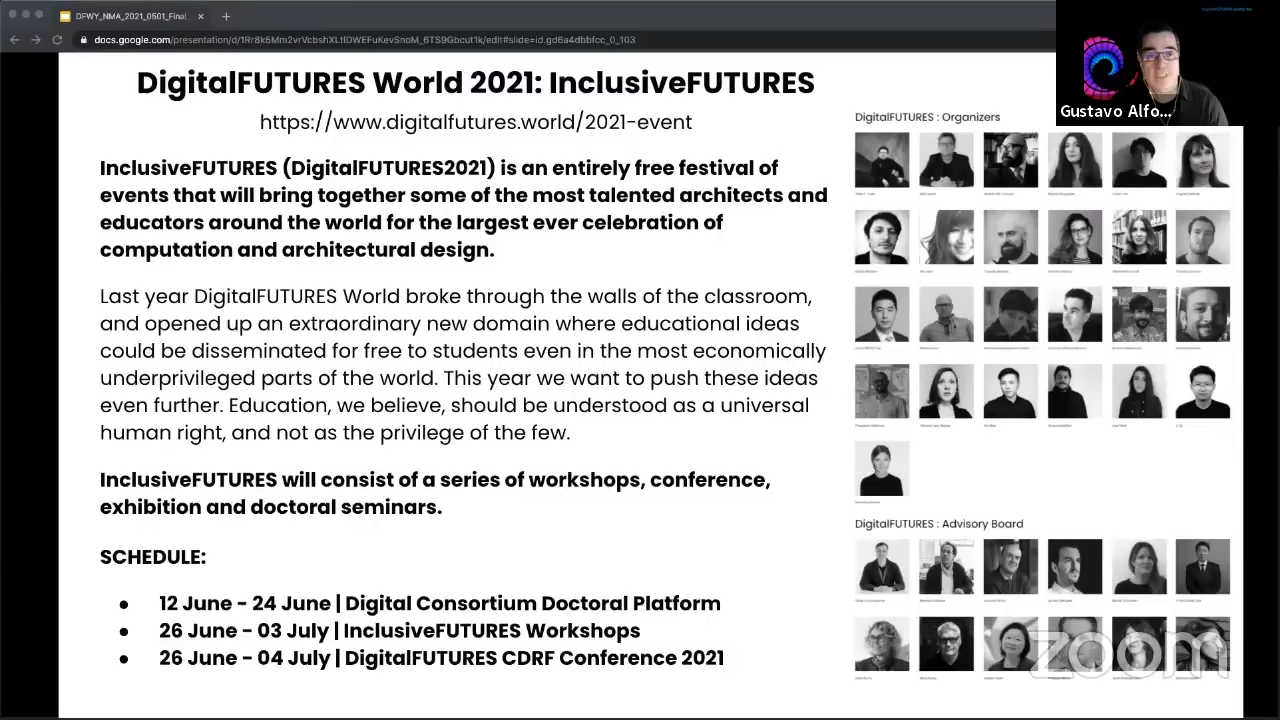 DFWY_NMA_2021_0501_Final
docs.google.com/presentation/d/1Rr8k5Mm2vrVcbshXLtIDWEFuKevSnoM_6TS9Gbcut1k/edit#slide=id.gd6a4dbbfcc_0_103
Gustavo Alfo...
DigitalFUTURES World 2021: InclusiveFUTURES
https://www.digitalfutures.world/2021-event
InclusiveFUTURES (DigitalFUTURES2021) is an entirely free festival of
events that will bring together some of the most talented architects and
educators around the world for the largest ever celebration of
computation and architectural design.
Last year DigitalFUTURES World broke through the walls of the classroom,
and opened up an extraordinary new domain where educational ideas
could be disseminated for free to students even in the most economically
underprivileged parts of the world. This year we want to push these ideas
even further. Education, we believe, should be understood as a universal
human right, and not as the privilege of the few.
InclusiveFUTURES will consist of a series of workshops, conference,
exhibition and doctoral seminars.
SCHEDULE:
● 12 June - 24 June | Digital Consortium Doctoral Platform
● 26 June - 03 July | InclusiveFUTURES Workshops
● 26 June - 04 July | DigitalFUTURES CDRF Conference 2021
DigitalFUTURES : Organizers
DigitalFUTURES : Advisory Board
zoom